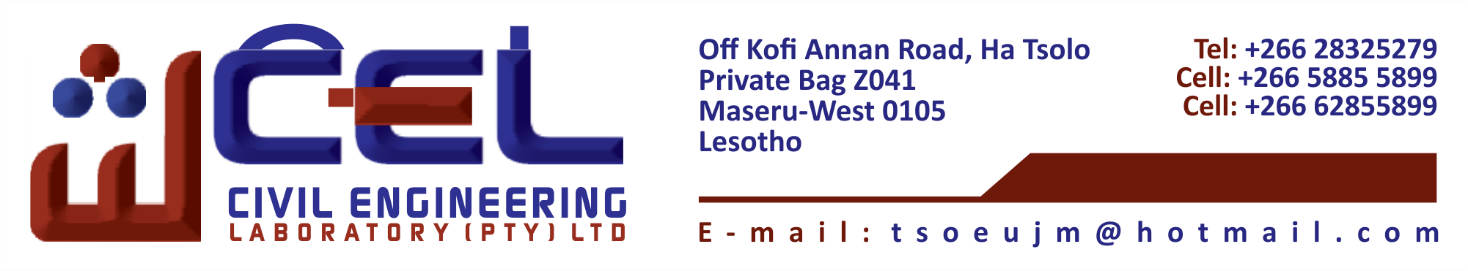 CEL
CIVIL ENGINEERING
LABORATORY (PTY) LTD
Off Kofi Annan Road, Ha Tsolo
Private Bag Z041
Maseru-West 0105
Lesotho
Tel: +266 28325279
Cell: +266 5885 5899
Cell: +266 62855899
E-mail: tsoeujm@hotmail.com